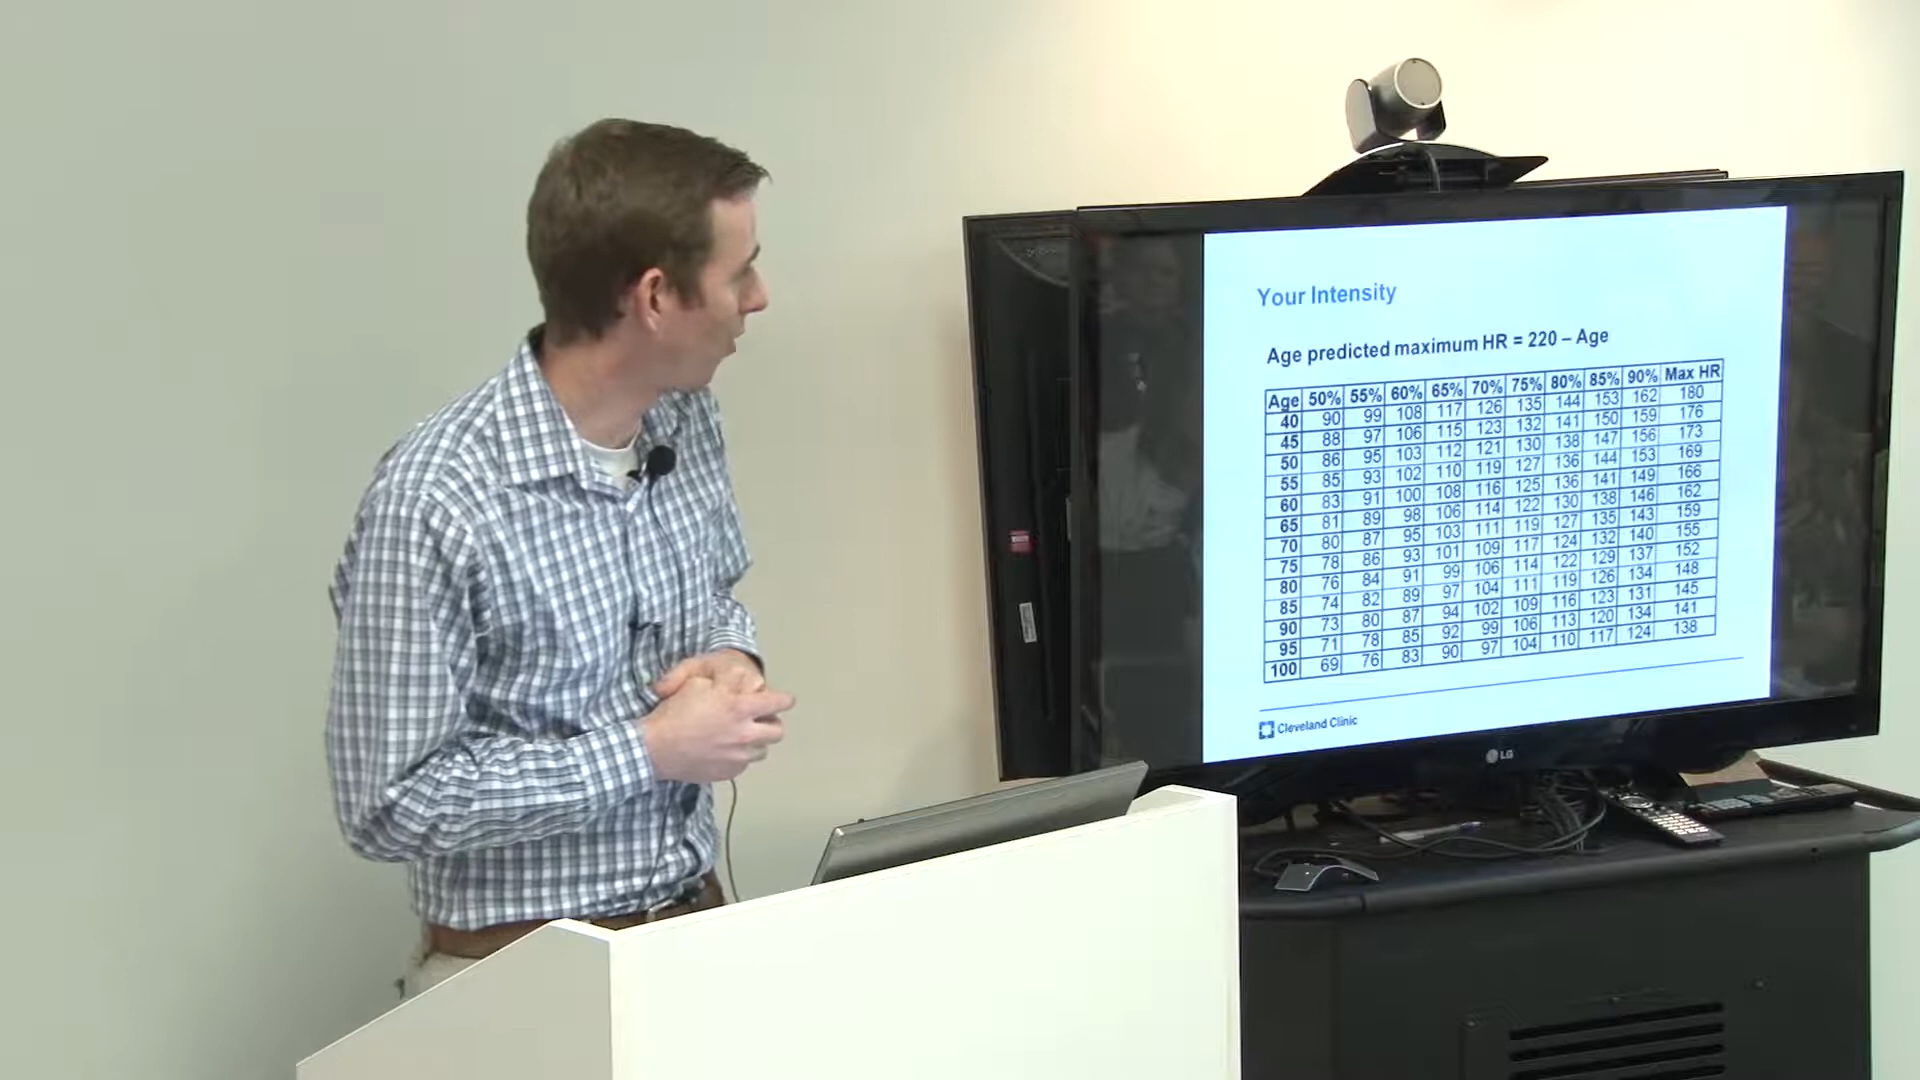 Your Intensity
Age predicted maximum HR = 220 – Age
Age 50% 55% 60% 65% 70% 75% 80% 85% 90% Max HR
40 90 99 108 117 126 135 144 153 162 180
45 88 97 106 115 123 132 141 150 159 176
50 86 95 103 112 121 130 138 147 156 173
55 85 93 102 110 119 127 136 144 153 169
60 83 91 100 108 116 125 136 141 149 166
65 81 89 98 106 114 122 130 138 146 162
70 80 87 95 103 111 119 127 135 143 159
75 78 86 93 101 109 117 124 132 140 155
80 76 84 91 99 106 114 122 129 137 152
85 74 82 89 97 104 111 119 126 134 148
90 73 80 87 94 102 109 116 123 131 145
95 71 78 85 92 99 106 113 120 134 141
100 69 76 83 90 97 104 110 117 124 138
Cleveland Clinic
LG